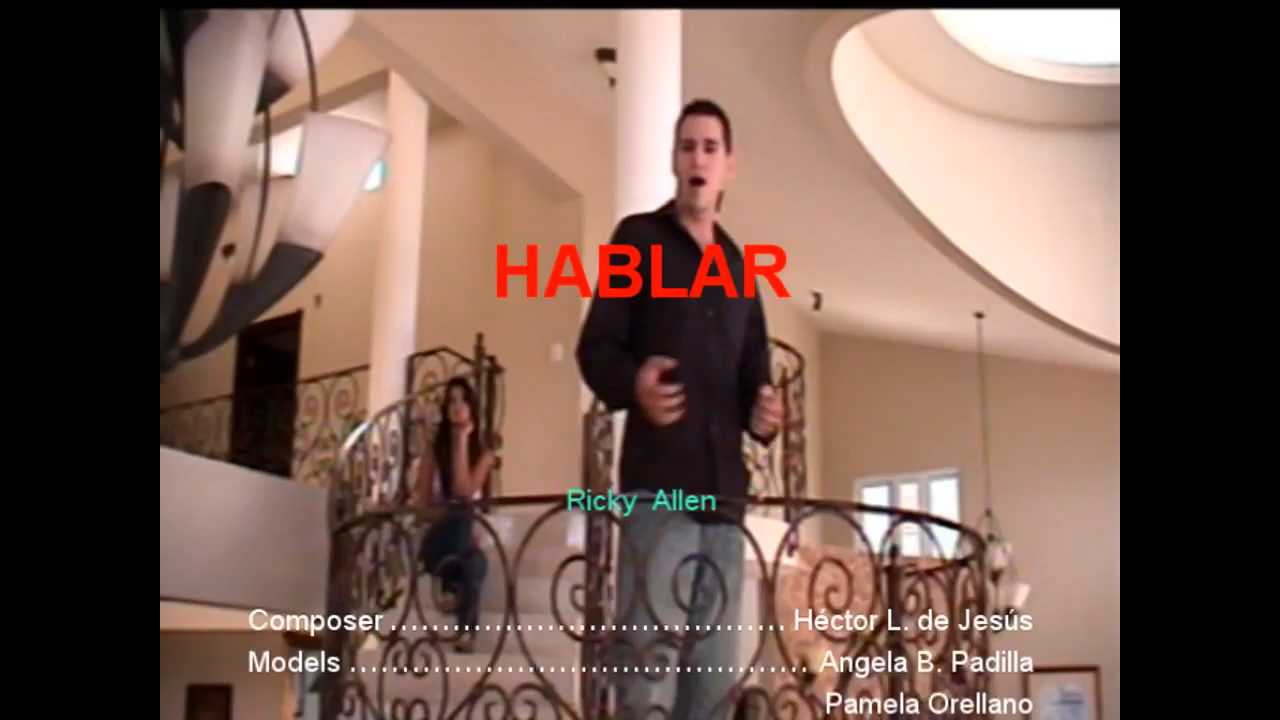 HABLAR
Ricky Allen
Composer ...................................... Héctor L. de Jesús
Models ............................................ Angela B. Padilla
Pamela Orellano